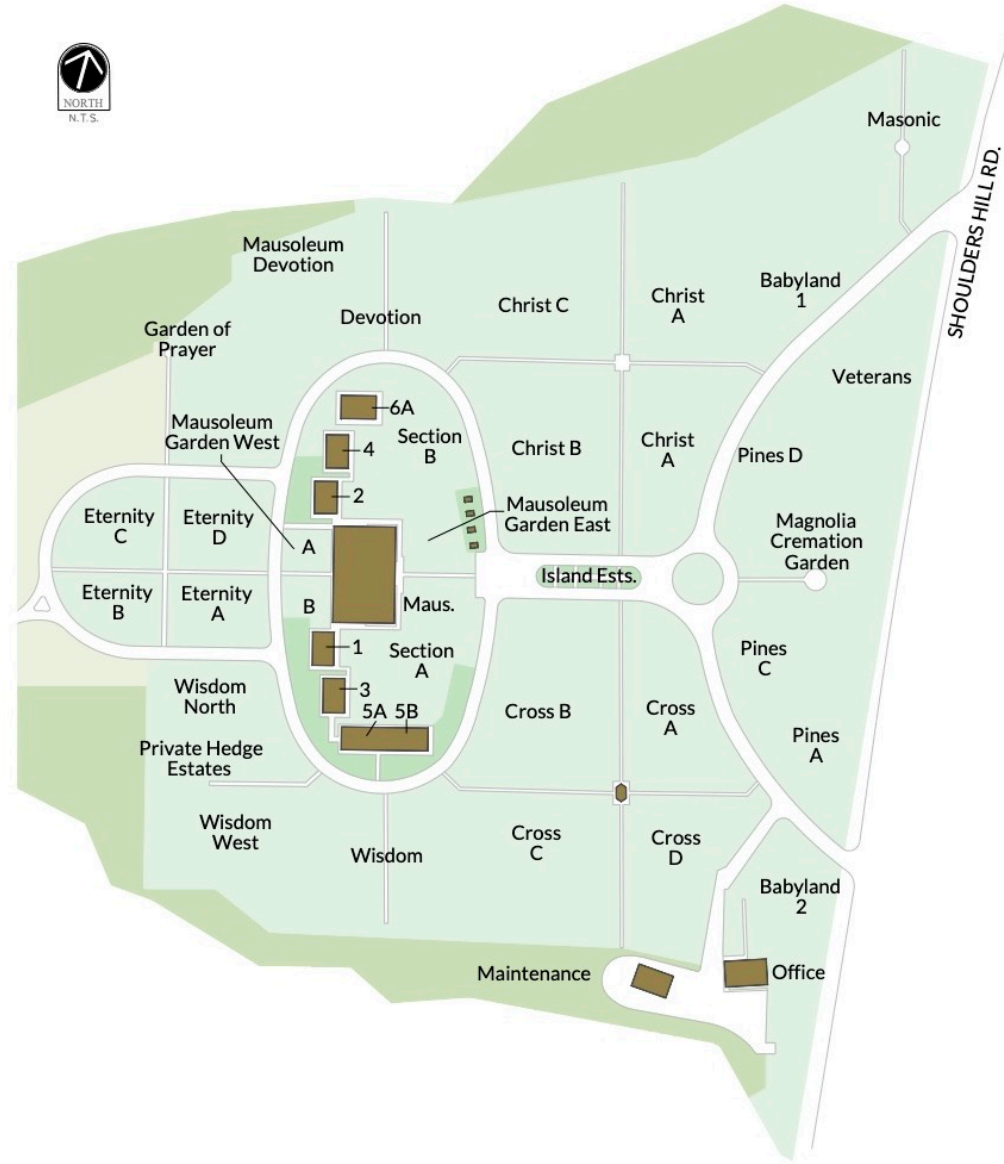 NORTH
N.T.S.
Masonic
SHOULDERS HILL RD.
Mausoleum
Devotion
Babyland
1
Christ C
Christ
A
Devotion
Garden of
Prayer
Veterans
6A
Mausoleum
Garden West
Section
B
4
Christ B
Christ
A
Pines D
2
Mausoleum
Garden East
Eternity
C
Eternity
D
Magnolia
Cremation
Garden
A
Island Ests.
Eternity
B
Eternity
A
B
Maus.
1
Section
A
Pines
C
Wisdom
North
3
5A 5B
Cross B
Cross
A
Pines
A
Private Hedge
Estates
Wisdom
West
Wisdom
Cross
C
Cross
D
Babyland
2
Maintenance
Office